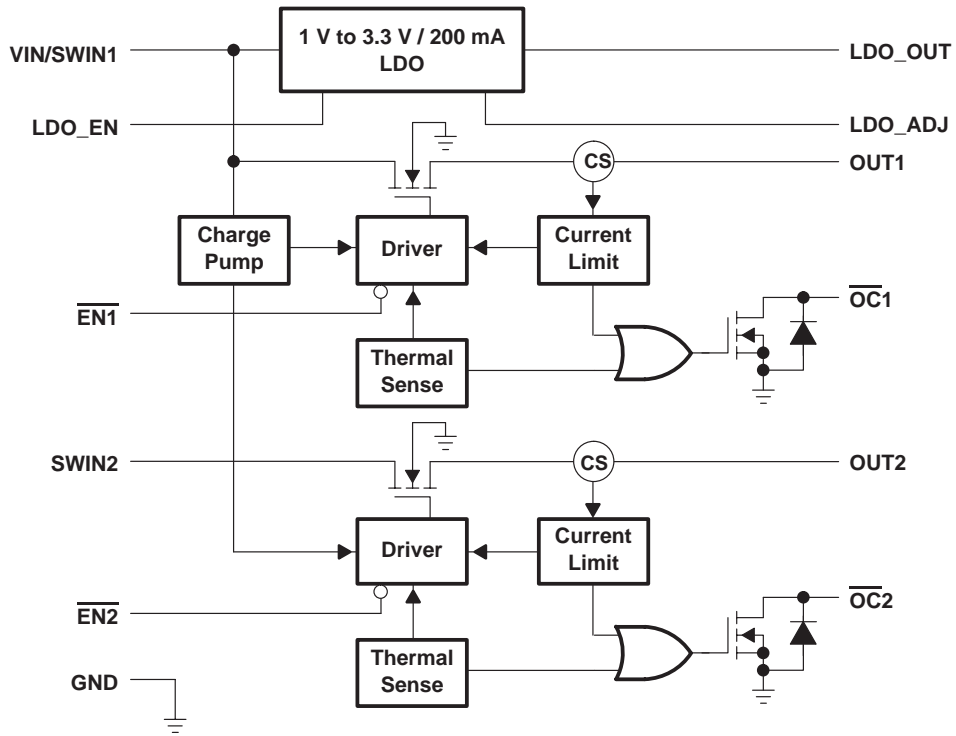 1 V to 3.3 V / 200 mA
LDO
VIN/SWIN1
LDO_OUT
LDO_EN
LDO_ADJ
CS
OUT1
Charge
Pump
Driver
Current
Limit
EN1
OC1
Thermal
Sense
SWIN2
CS
OUT2
Driver
Current
Limit
EN2
OC2
Thermal
Sense
GND